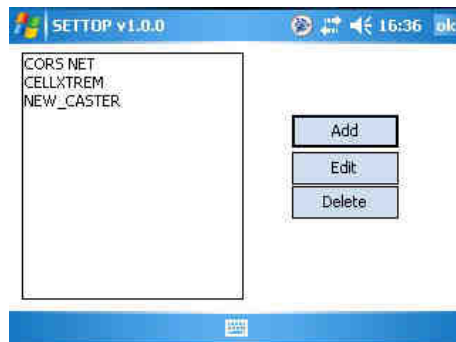 SETTOP v1.0.0 16:36 ok
CORS NET
CELLXTREM
NEW_CASTER
Add
Edit
Delete